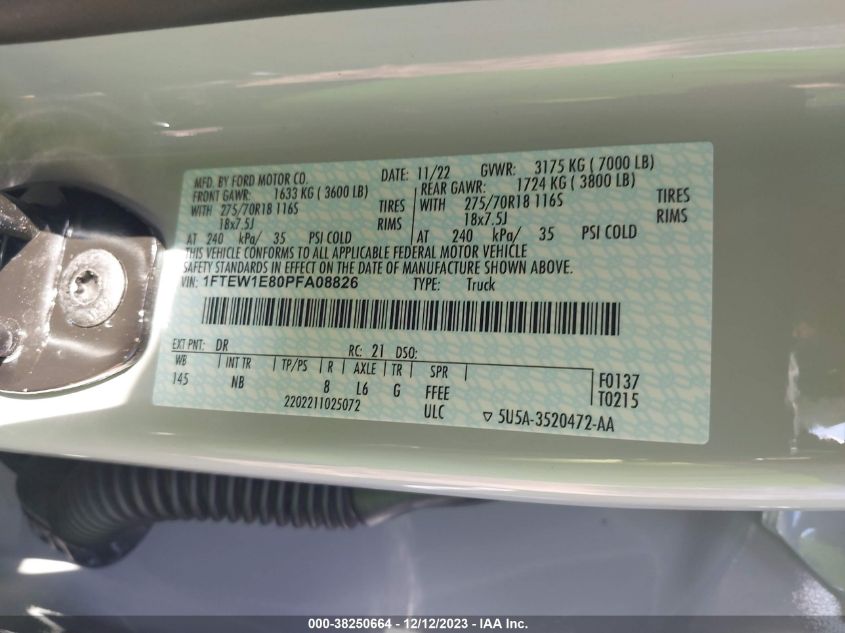 MFD. BY FORD MOTOR CO. DATE: 11/22 GVWR: 3175 KG ( 7000 LB)
FRONT GAWR: 1633 KG ( 3600 LB) REAR GAWR: 1724 KG ( 3800 LB)
WITH 275/70R18 116S TIRES WITH 275/70R18 116S TIRES
18x7.5J RIMS 18x7.5J RIMS
AT 240 kPa/ 35 PSI COLD AT 240 kPa/ 35 PSI COLD
THIS VEHICLE CONFORMS TO ALL APPLICABLE FEDERAL MOTOR VEHICLE
SAFETY STANDARDS IN EFFECT ON THE DATE OF MANUFACTURE SHOWN ABOVE.
VIN: 1FTEW1E80PFA08826 TYPE: Truck
EXT PNT: DR RC: 21 DSO:
WB INT TR TP/PS R AXLE TR SPR F0137
145 NB 8 L6 G FFEE T0215
2202211025072 ULC ▽ 5U5A-3520472-AA
000-38250664 - 12/12/2023 - IAA Inc.